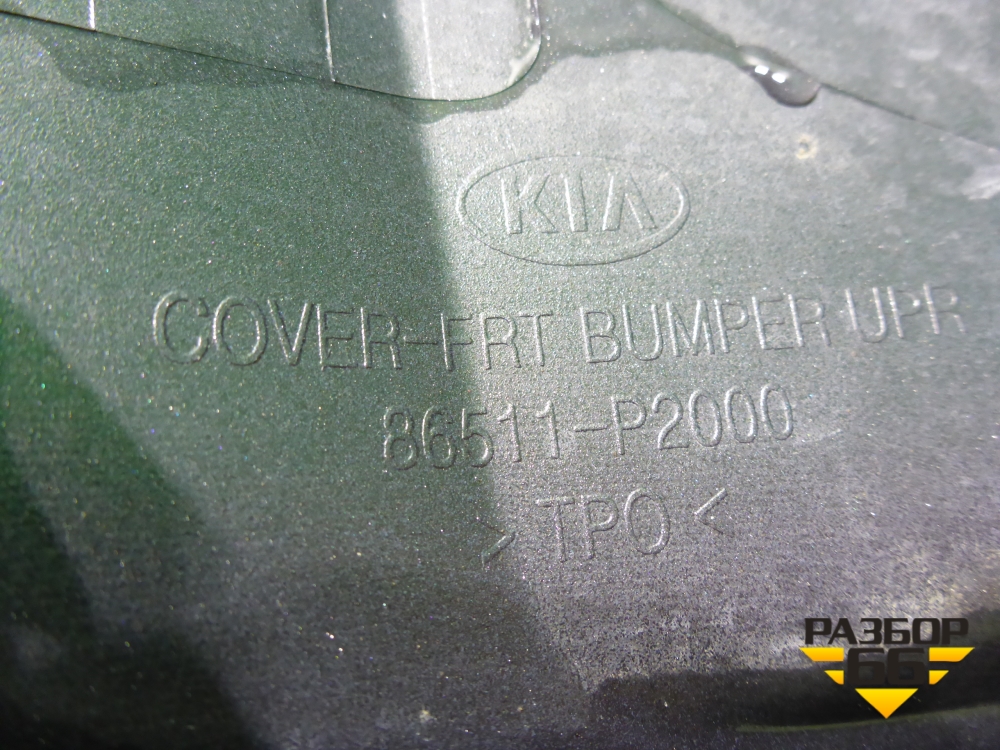 KIA
COVER-FRT BUMPER UPR
86511-P2000
> TPO <
РАЗБОР
66